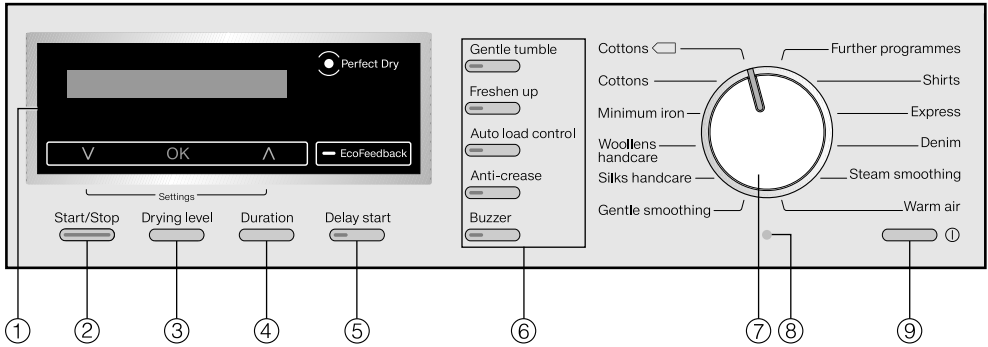 Perfect Dry
OK
EcoFeedback
Settings
Start/Stop
Drying level
Duration
Delay start
Gentle tumble
Freshen up
Auto load control
Anti-crease
Buzzer
Cottons
Cottons
Minimum iron
Woollens
handcare
Silks handcare
Gentle smoothing
Further programmes
Shirts
Express
Denim
Steam smoothing
Warm air
1
2
3
4
5
6
7
8
9